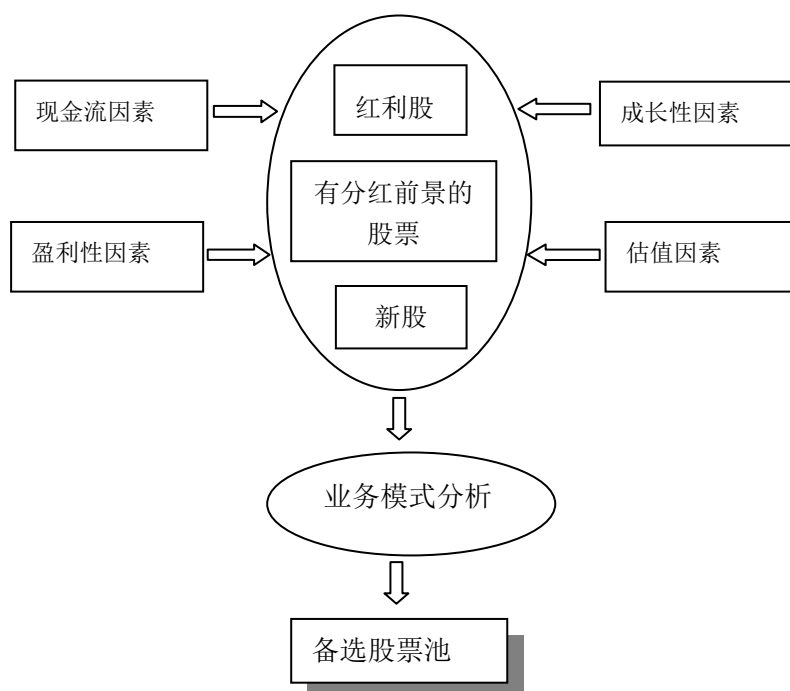 红利股
现金流因素
成长性因素
有分红前景的
股票
盈利性因素
估值因素
新股
业务模式分析
备选股票池